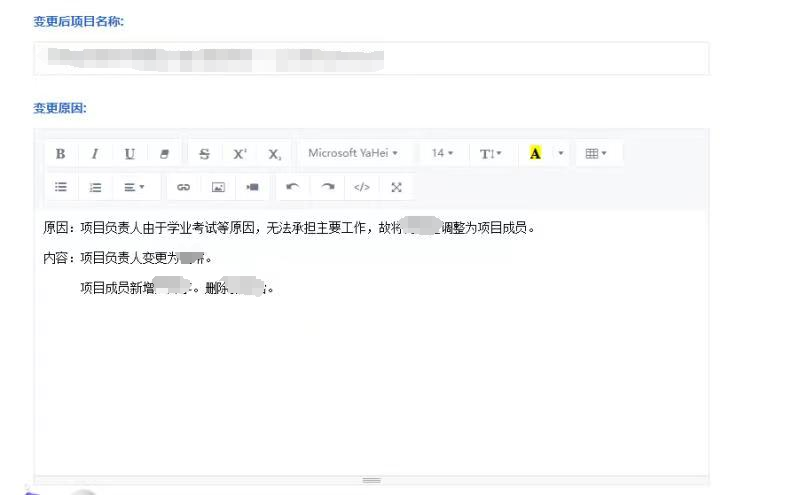 变更后项目名称:
变更原因:
B I U S X² X₂ Microsoft YaHei 14 T A
</>
原因：项目负责人由于学业考试等原因，无法承担主要工作，故将调整为项目成员。
内容：项目负责人变更为。
项目成员新增。删除。